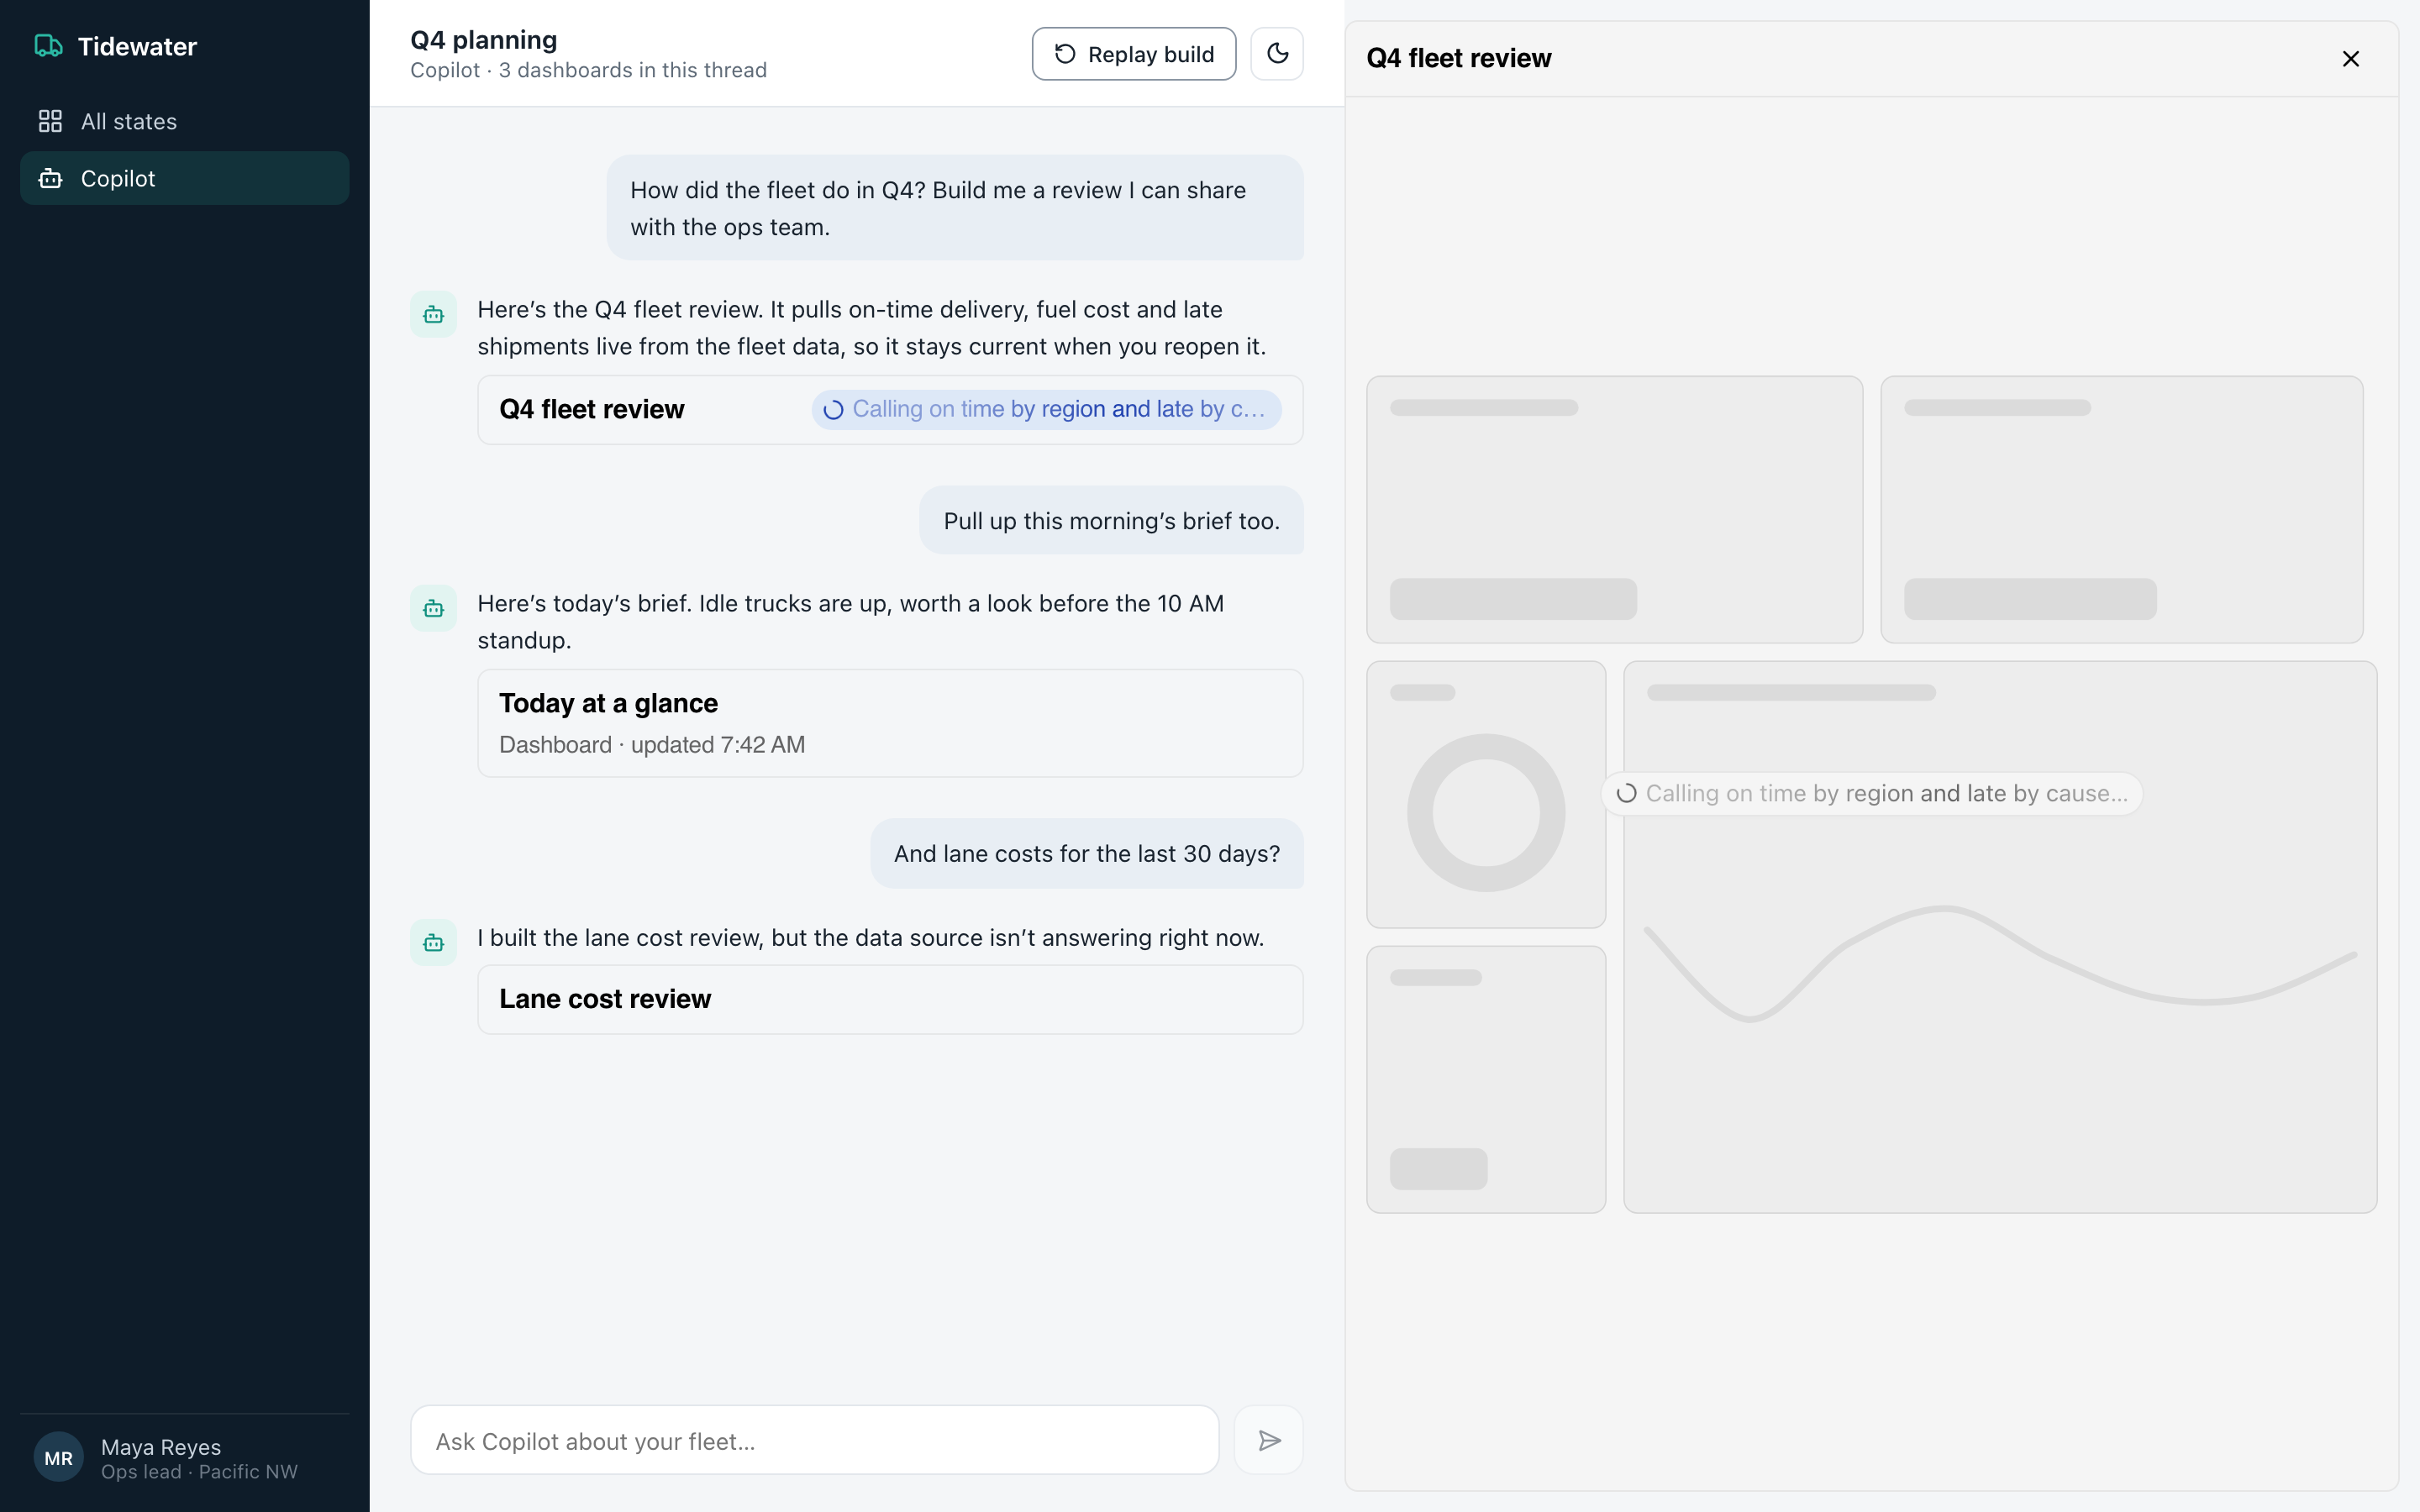 Tidewater
All states
Copilot
MR
Maya Reyes
Ops lead · Pacific NW
Q4 planning
Copilot · 3 dashboards in this thread
Replay build
How did the fleet do in Q4? Build me a review I can share
with the ops team.
Here’s the Q4 fleet review. It pulls on-time delivery, fuel cost and late
shipments live from the fleet data, so it stays current when you reopen it.
Q4 fleet review
Calling on time by region and late by c…
Pull up this morning’s brief too.
Here’s today’s brief. Idle trucks are up, worth a look before the 10 AM
standup.
Today at a glance
Dashboard · updated 7:42 AM
And lane costs for the last 30 days?
I built the lane cost review, but the data source isn’t answering right now.
Lane cost review
Ask Copilot about your fleet…
Q4 fleet review
Calling on time by region and late by cause…